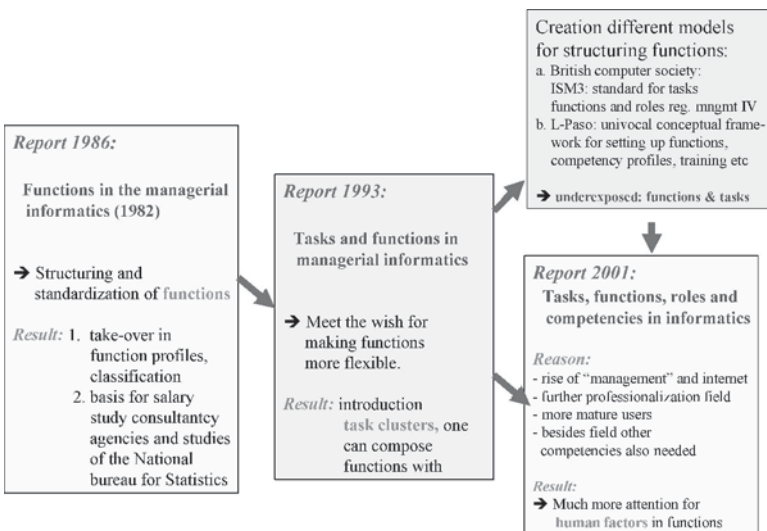 Report 1986:
Functions in the managerial
informatics (1982)
➔ Structuring and
standardization of functions
Result: 1. take-over in
function profiles,
classification
2. basis for salary
study consultantcy
agencies and studies
of the National
bureau for Statistics
Report 1993:
Tasks and functions in
managerial informatics
➔ Meet the wish for
making functions
more flexible.
Result: introduction
task clusters, one
can compose
functions with
Creation different models
for structuring functions:
a. British computer society:
ISM3: standard for tasks
functions and roles reg. mngmt IV
b. L-Paso: univocal conceptual frame-
work for setting up functions,
competency profiles, training etc
➔ underexposed: functions & tasks
Report 2001:
Tasks, functions, roles and
competencies in informatics
Reason:
- rise of “management” and internet
- further professionalization field
- more mature users
- besides field other
competencies also needed
Result:
➔ Much more attention for
human factors in functions